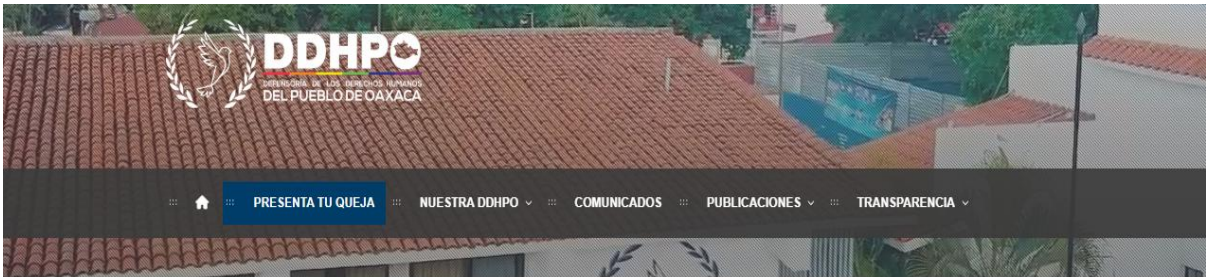 DDHPO
DEFENSORÍA DE LOS DERECHOS HUMANOS
DEL PUEBLO DE OAXACA
PRESENTA TU QUEJA
NUESTRA DDHPO
COMUNICADOS
PUBLICACIONES
TRANSPARENCIA